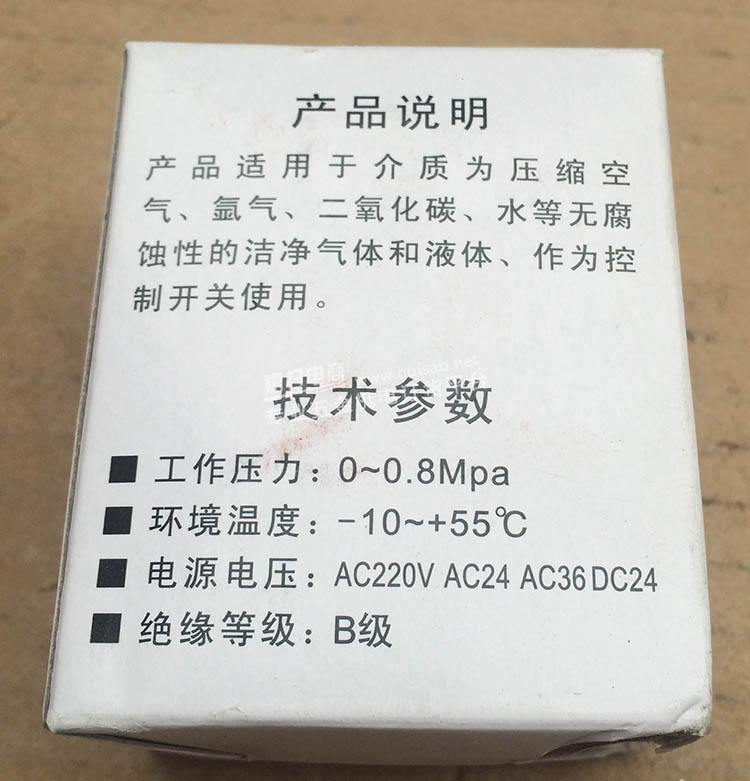 产品说明
产品适用于介质为压缩空
气、氩气、二氧化碳、水等无腐
蚀性的洁净气体和液体、作为控
制开关使用。
www.huisao.net
技术参数
■ 工作压力：0~0.8Mpa
■ 环境温度：-10~+55℃
■ 电源电压：AC220V AC24 AC36 DC24
■ 绝缘等级：B级